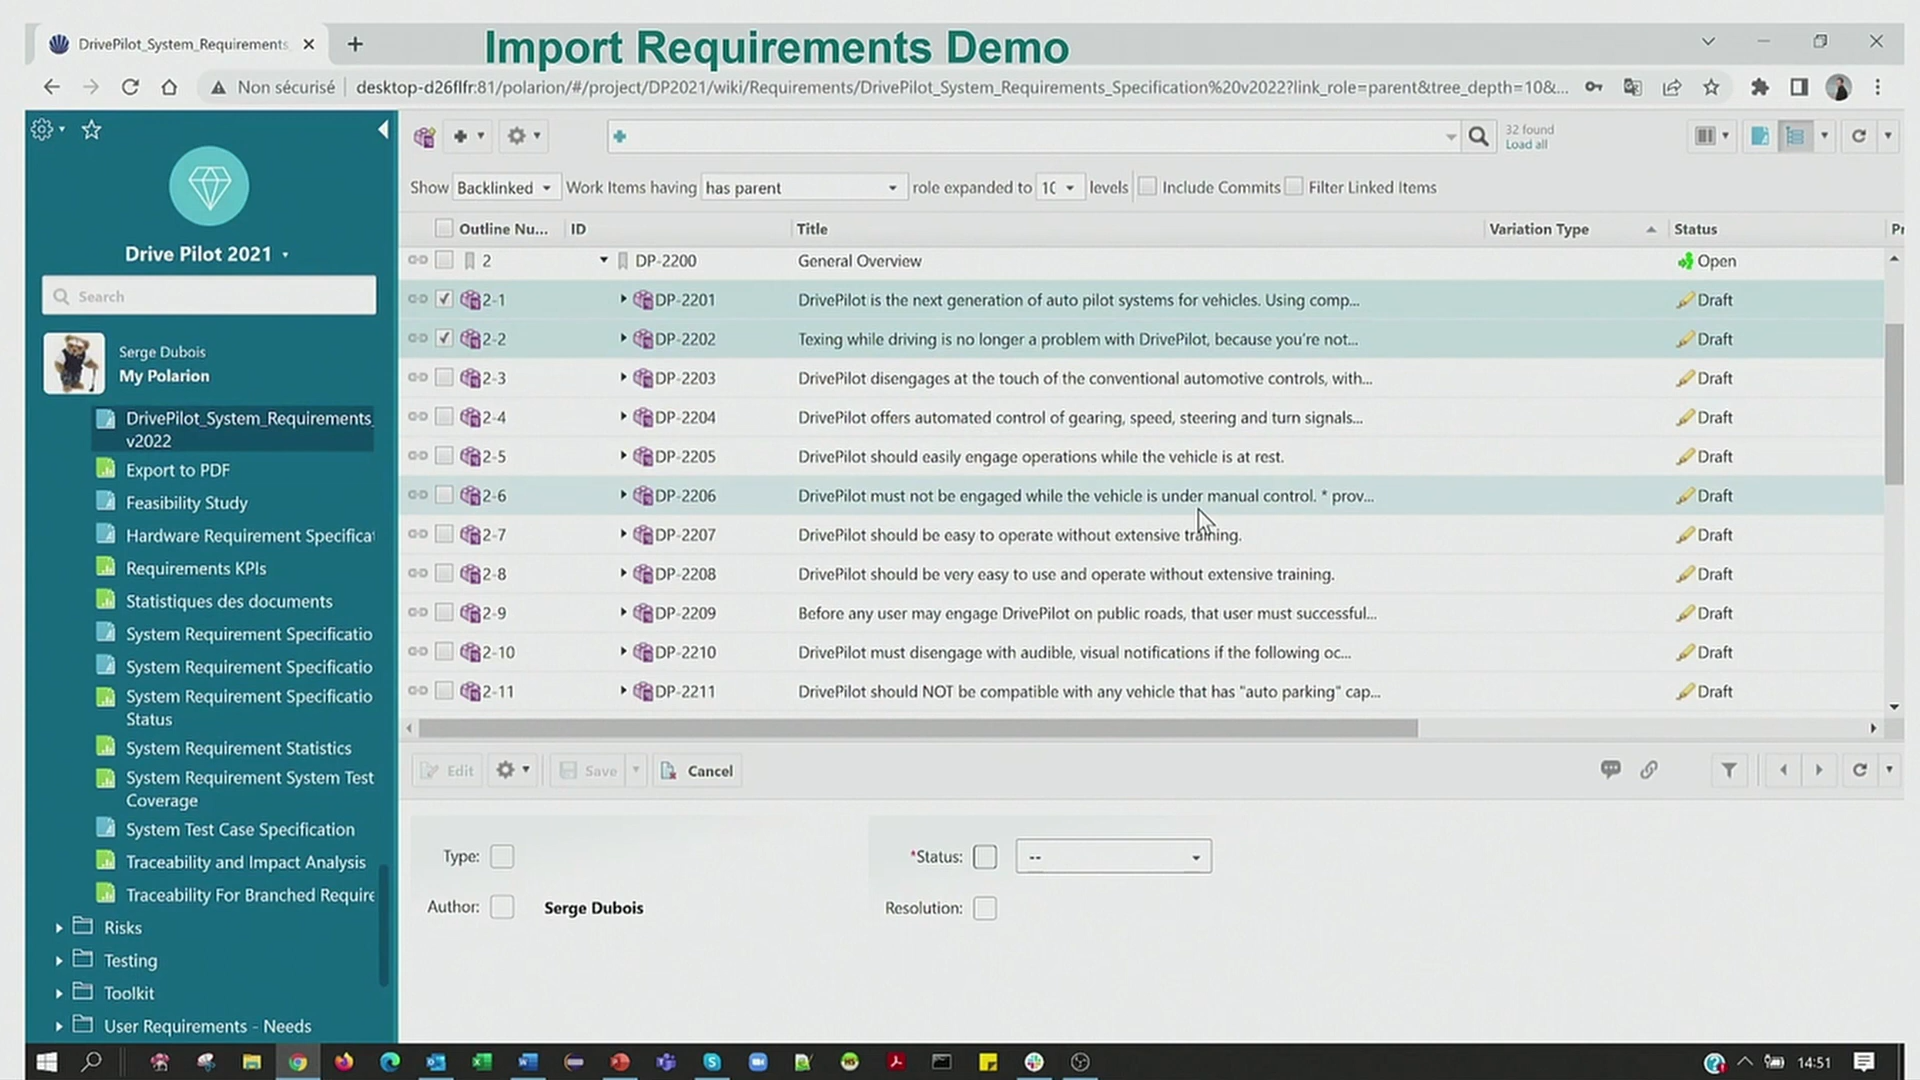 DrivePilot_System_Requirements_
Import Requirements Demo
Non sécurisé
desktop-d26flfr:81/polarion/#/project/DP2021/wiki/Requirements/DrivePilot_System_Requirements_Specification%20v2022?link_role=parent&tree_depth=10&...
32 found
Load all
Show Backlinked Work Items having has parent role expanded to 10 levels Include Commits Filter Linked Items
Drive Pilot 2021
Search
Serge Dubois
My Polarion
DrivePilot_System_Requirements_
v2022
Export to PDF
Feasibility Study
Hardware Requirement Specificat
Requirements KPIs
Statistiques des documents
System Requirement Specificatio
System Requirement Specificatio
System Requirement Specificatio
Status
System Requirement Statistics
System Requirement System Test
Coverage
System Test Case Specification
Traceability and Impact Analysis
Traceability For Branched Require
Risks
Testing
Toolkit
User Requirements - Needs
Outline Nu... ID Title Variation Type Status Pr
2 DP-2200 General Overview Open
2-1 DP-2201 DrivePilot is the next generation of auto pilot systems for vehicles. Using comp... Draft
2-2 DP-2202 Texing while driving is no longer a problem with DrivePilot, because you're not... Draft
2-3 DP-2203 DrivePilot disengages at the touch of the conventional automotive controls, with... Draft
2-4 DP-2204 DrivePilot offers automated control of gearing, speed, steering and turn signals... Draft
2-5 DP-2205 DrivePilot should easily engage operations while the vehicle is at rest. Draft
2-6 DP-2206 DrivePilot must not be engaged while the vehicle is under manual control. * prov... Draft
2-7 DP-2207 DrivePilot should be easy to operate without extensive training. Draft
2-8 DP-2208 DrivePilot should be very easy to use and operate without extensive training. Draft
2-9 DP-2209 Before any user may engage DrivePilot on public roads, that user must successful... Draft
2-10 DP-2210 DrivePilot must disengage with audible, visual notifications if the following oc... Draft
2-11 DP-2211 DrivePilot should NOT be compatible with any vehicle that has "auto parking" cap... Draft
Edit Save Cancel
Type: *Status: --
Author: Serge Dubois Resolution:
14:51